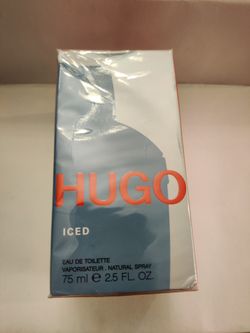 HUGO
ICED
EAU DE TOILETTE
VAPORISATEUR . NATURAL SPRAY
75 ml e 2.5 FL. OZ.